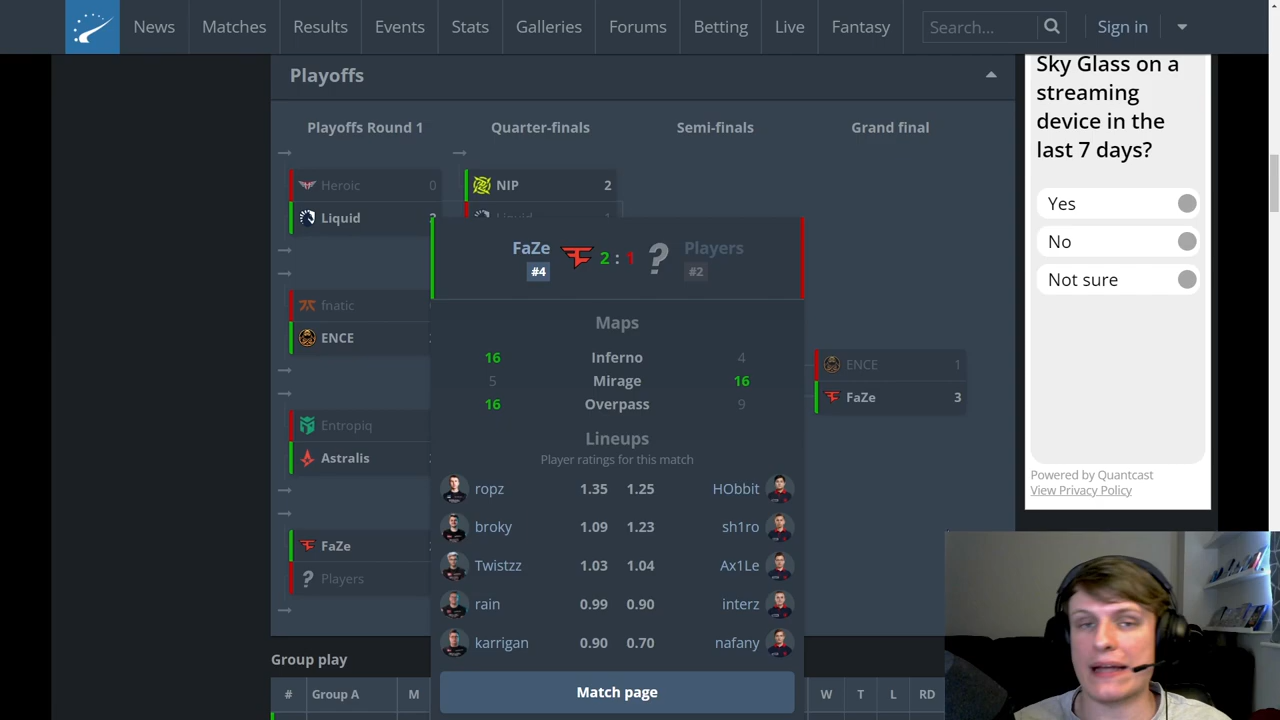 News Matches Results Events Stats Galleries Forums Betting Live Fantasy Search... Sign in
Playoffs
Playoffs Round 1 Quarter-finals Semi-finals Grand final
Heroic 0
Liquid
NIP 2
Liquid 1
fnatic
ENCE
Entropiq
Astralis
FaZe
Players
FaZe 2 : 1 ? Players
#4 #2
Maps
16 Inferno 4
5 Mirage 16
16 Overpass 9
Lineups
Player ratings for this match
ropz 1.35 1.25 HObbit
broky 1.09 1.23 sh1ro
Twistzz 1.03 1.04 Ax1Le
rain 0.99 0.90 interz
karrigan 0.90 0.70 nafany
Match page
ENCE 1
FaZe 3
Group play
# Group A M W T L RD
Sky Glass on a
streaming
device in the
last 7 days?
Yes
No
Not sure
Powered by Quantcast
View Privacy Policy